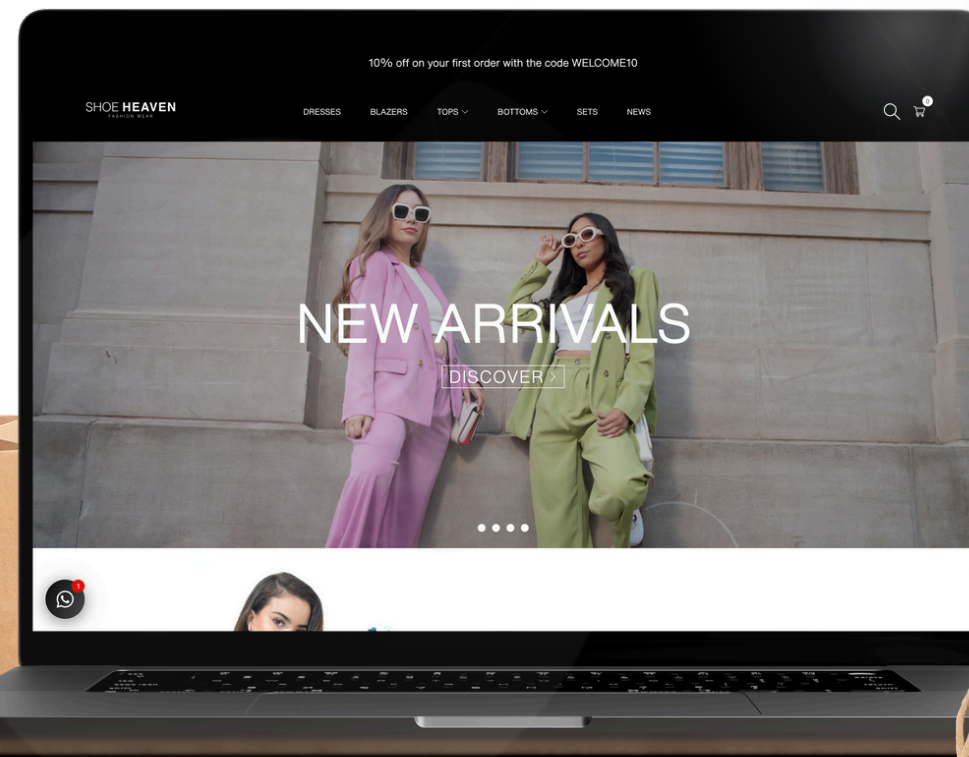 10% off on your first order with the code WELCOME10
SHOE HEAVEN
FASHION WEAR
DRESSES BLAZERS TOPS BOTTOMS SETS NEWS
0
NEW ARRIVALS
DISCOVER >
1